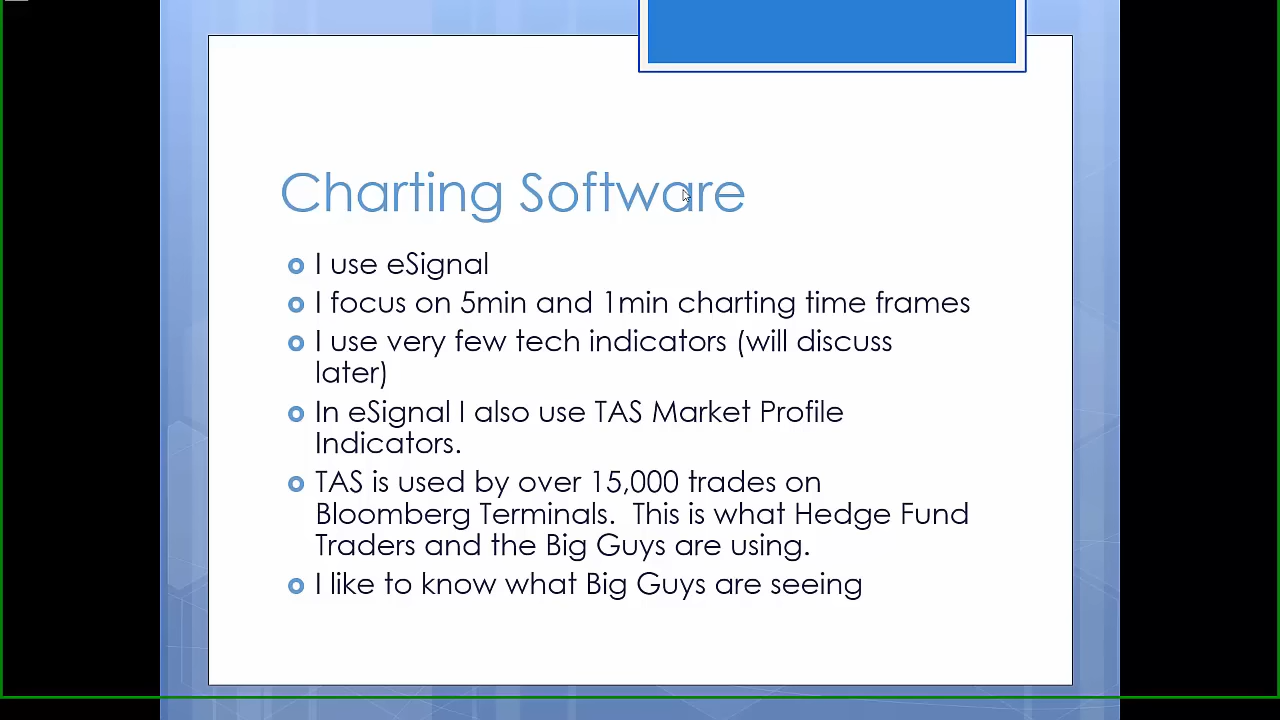 Charting Software
I use eSignal
I focus on 5min and 1min charting time frames
I use very few tech indicators (will discuss
later)
In eSignal I also use TAS Market Profile
Indicators.
TAS is used by over 15,000 trades on
Bloomberg Terminals.  This is what Hedge Fund
Traders and the Big Guys are using.
I like to know what Big Guys are seeing